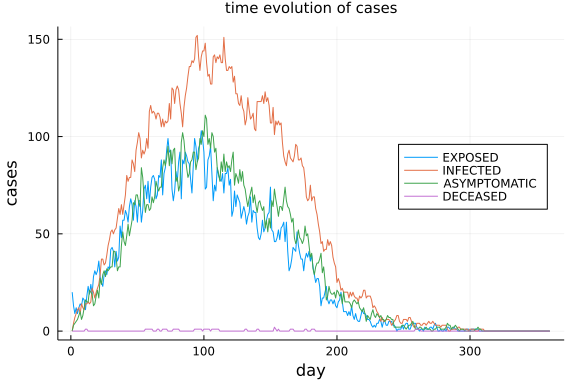 time evolution of cases
150
100
50
0
cases
EXPOSED
INFECTED
ASYMPTOMATIC
DECEASED
0
100
200
300
day